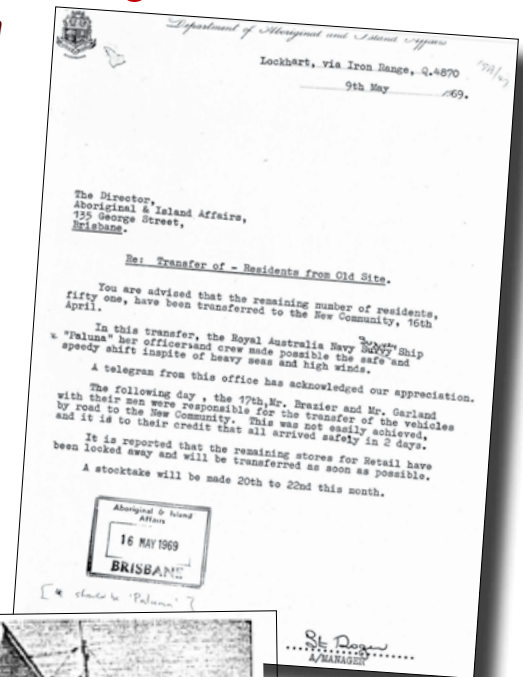 Department of Aboriginal and Island Affairs
Lockhart, via Iron Range, Q.4870
9th May 1969.
The Director,
Aboriginal & Island Affairs,
135 George Street,
Brisbane.
Re: Transfer of - Residents from Old Site.
You are advised that the remaining number of residents,
fifty one, have been transferred to the New Community, 16th
April.
In this transfer, the Royal Australia Navy Ship
* "Paluna" her officer and crew made possible the safe and
speedy shift inspite of heavy seas and high winds.
A telegram from this office has acknowledged our appreciation.
The following day , the 17th,Mr. Brazier and Mr. Garland
with their men were responsible for the transfer of the vehicles
by road to the New Community. This was not easily achieved,
and it is to their credit that all arrived safely in 2 days.
It is reported that the remaining stores for Retail have
been looked away and will be transferred as soon as possible.
A stocktake will be made 20th to 22nd this month.
Aboriginal & Island
Affairs
16 MAY 1969
BRISBANE
[* should be 'Paluma']
A/MANAGER